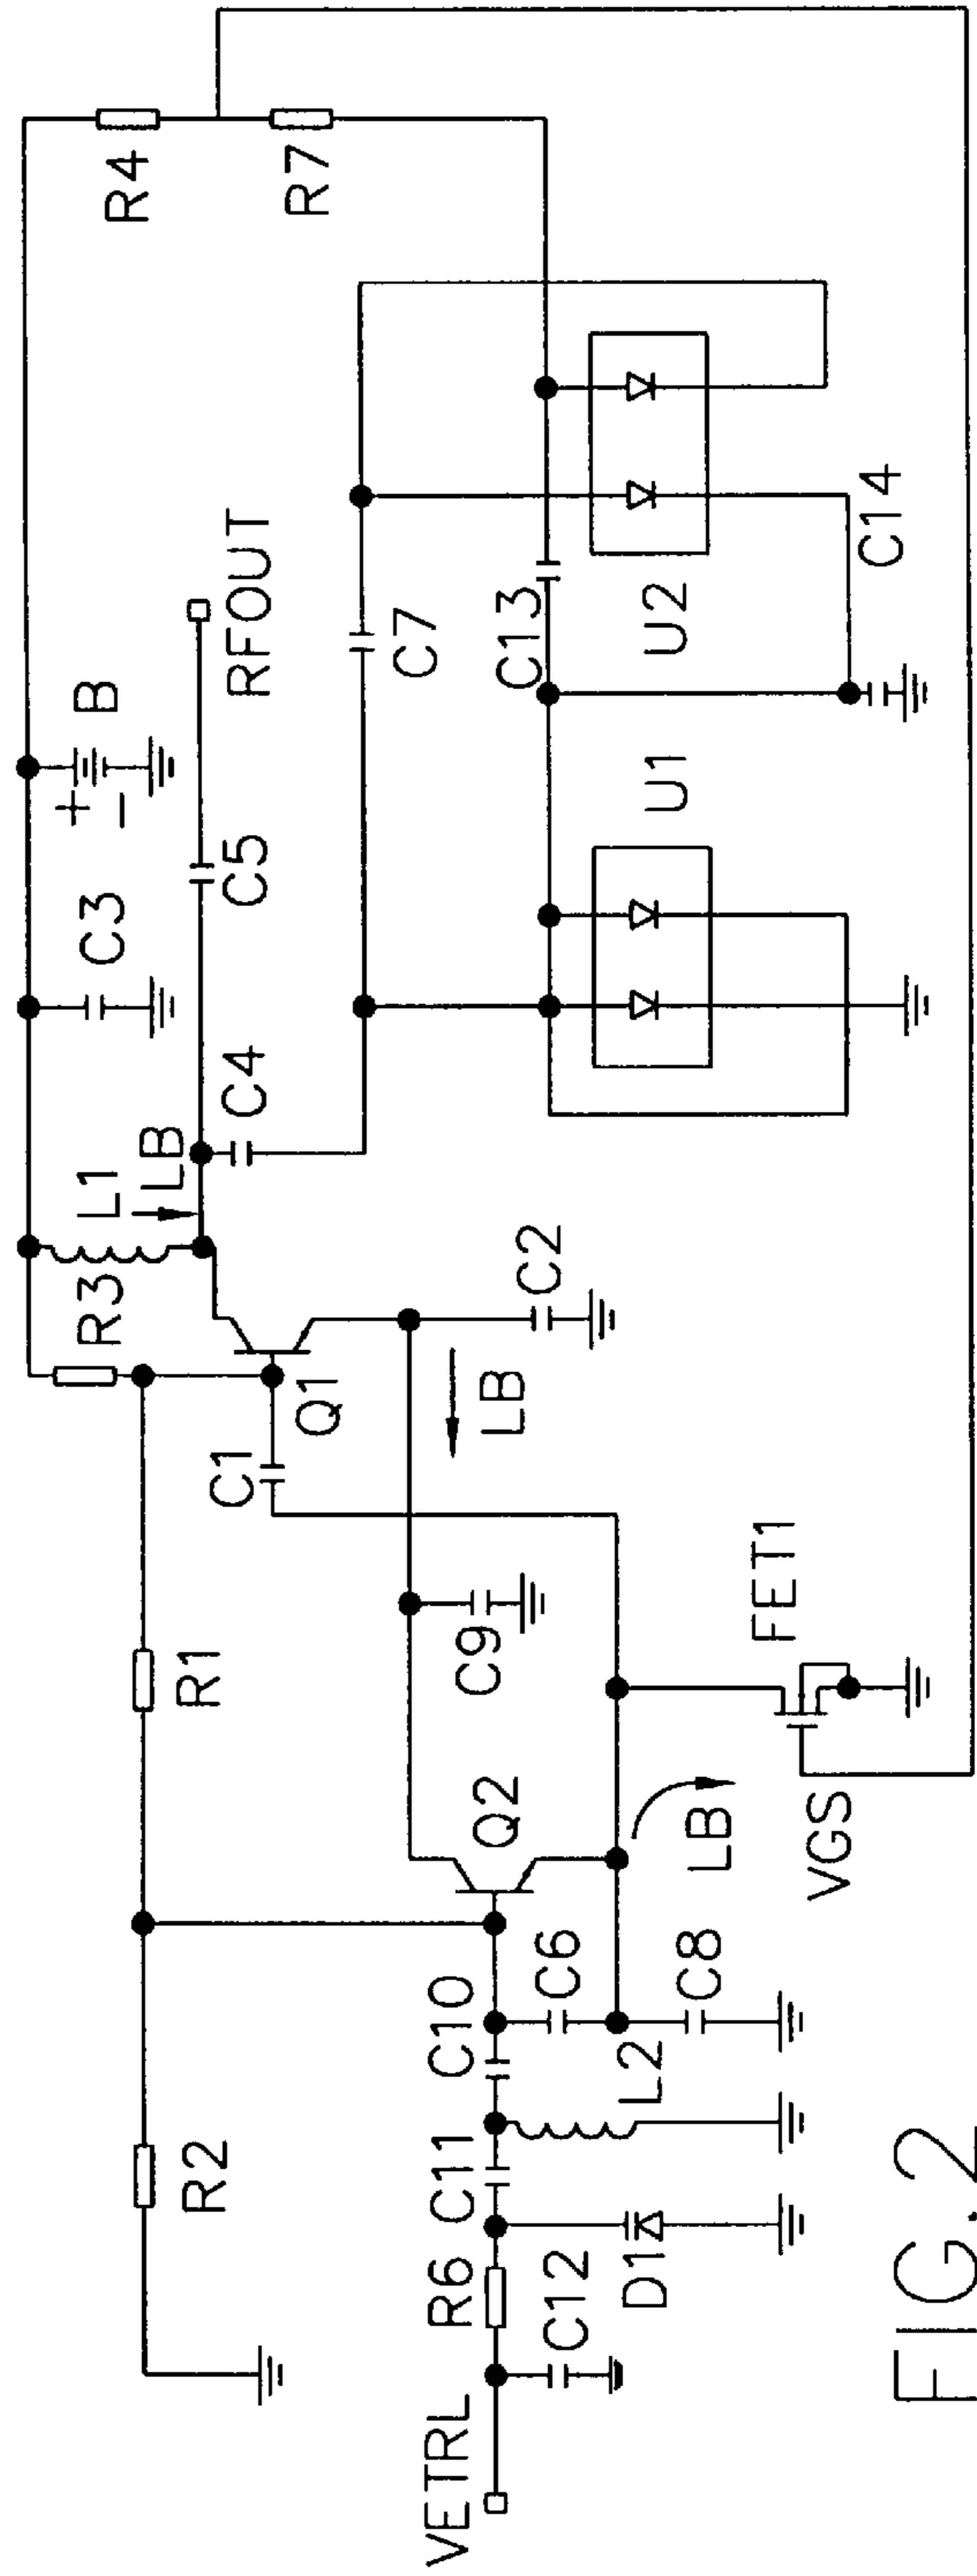 R4
R7
B
+
−
RFOUT
C3
C5
C7
C13
U2
C14
U1
L1
LB
C4
R3
Q1
C2
LB
C1
R1
C9
FET1
Q2
LB
VGS
R2
C10
C6
C8
L2
C11
R6
C12
D1
VETRL
FIG.2